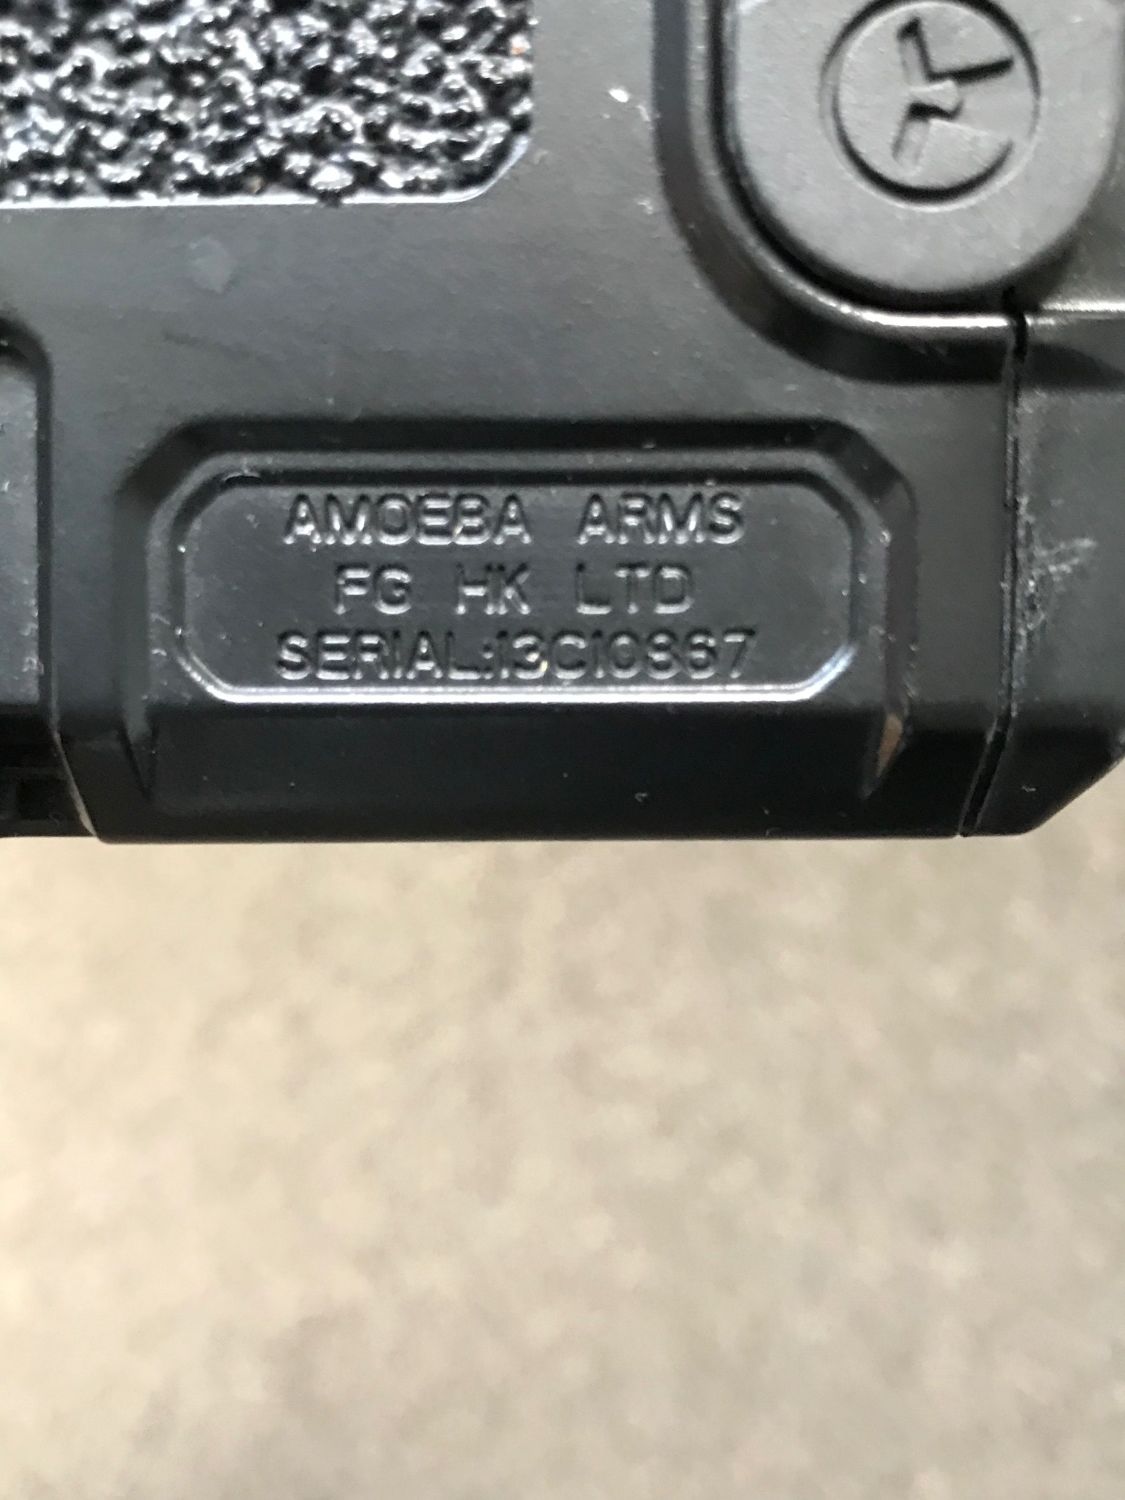 AMOEBA ARMS
FG HK LTD
SERIAL:13C10867